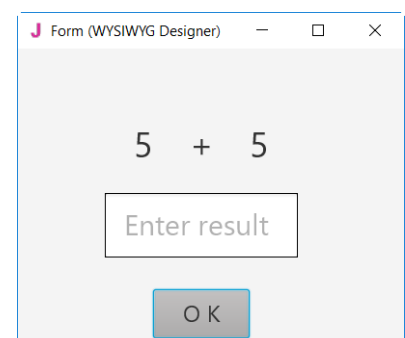 Form (WYSIWYG Designer)
5 + 5
Enter result
O K